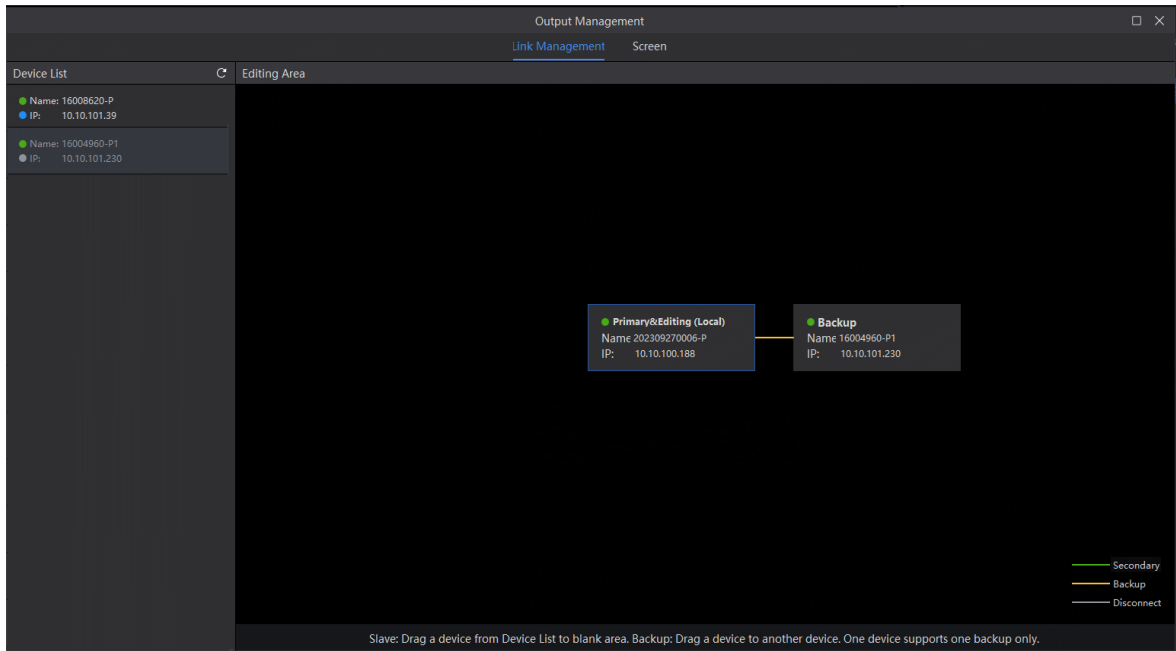 Output Management
Link Management Screen
Device List
Editing Area
Name: 16008620-P
IP: 10.10.101.39
Name: 16004960-P1
IP: 10.10.101.230
Primary&Editing (Local)
Name 202309270006-P
IP: 10.10.100.188
Backup
Name 16004960-P1
IP: 10.10.101.230
Secondary
Backup
Disconnect
Slave: Drag a device from Device List to blank area. Backup: Drag a device to another device. One device supports one backup only.